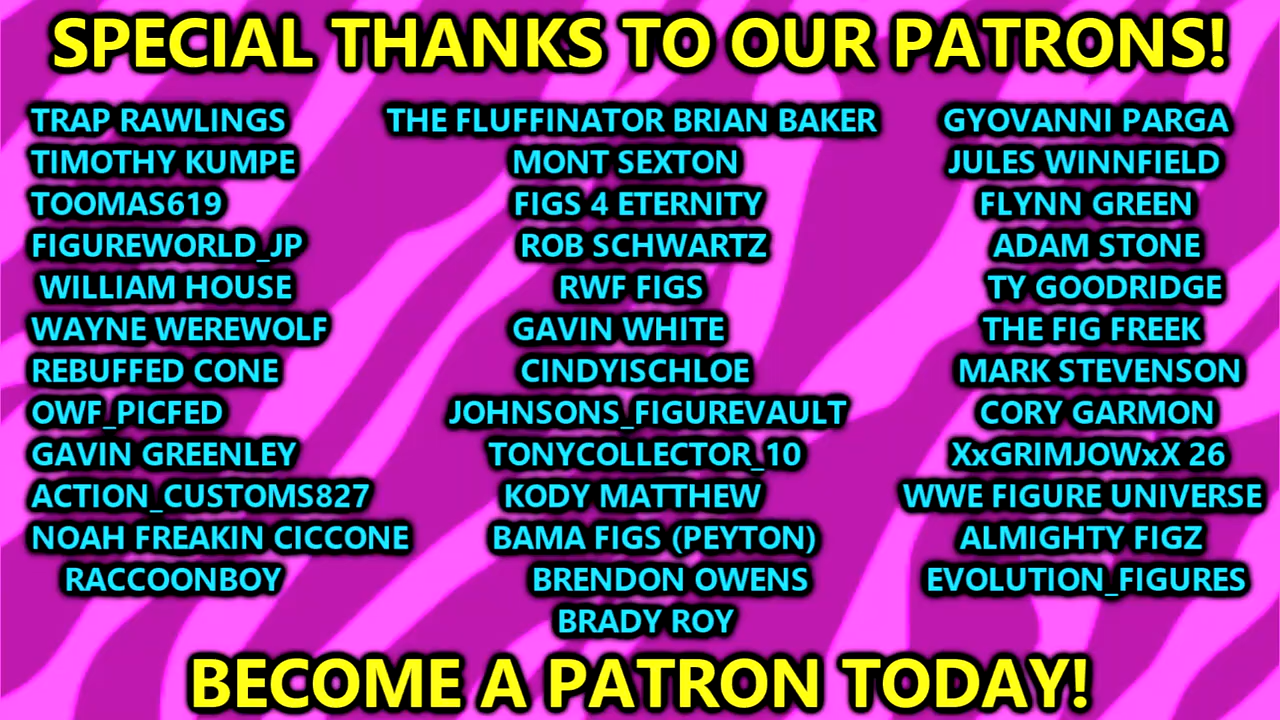 SPECIAL THANKS TO OUR PATRONS!
TRAP RAWLINGS
TIMOTHY KUMPE
TOOMAS619
FIGUREWORLD_JP
WILLIAM HOUSE
WAYNE WEREWOLF
REBUFFED CONE
OWF_PICFED
GAVIN GREENLEY
ACTION_CUSTOMS827
NOAH FREAKIN CICCONE
RACCOONBOY
THE FLUFFINATOR BRIAN BAKER
MONT SEXTON
FIGS 4 ETERNITY
ROB SCHWARTZ
RWF FIGS
GAVIN WHITE
CINDYISCHLOE
JOHNSONS_FIGUREVAULT
TONYCOLLECTOR_10
KODY MATTHEW
BAMA FIGS (PEYTON)
BRENDON OWENS
BRADY ROY
GYOVANNI PARGA
JULES WINNFIELD
FLYNN GREEN
ADAM STONE
TY GOODRIDGE
THE FIG FREEK
MARK STEVENSON
CORY GARMON
XxGRIMJOWxX 26
WWE FIGURE UNIVERSE
ALMIGHTY FIGZ
EVOLUTION_FIGURES
BECOME A PATRON TODAY!